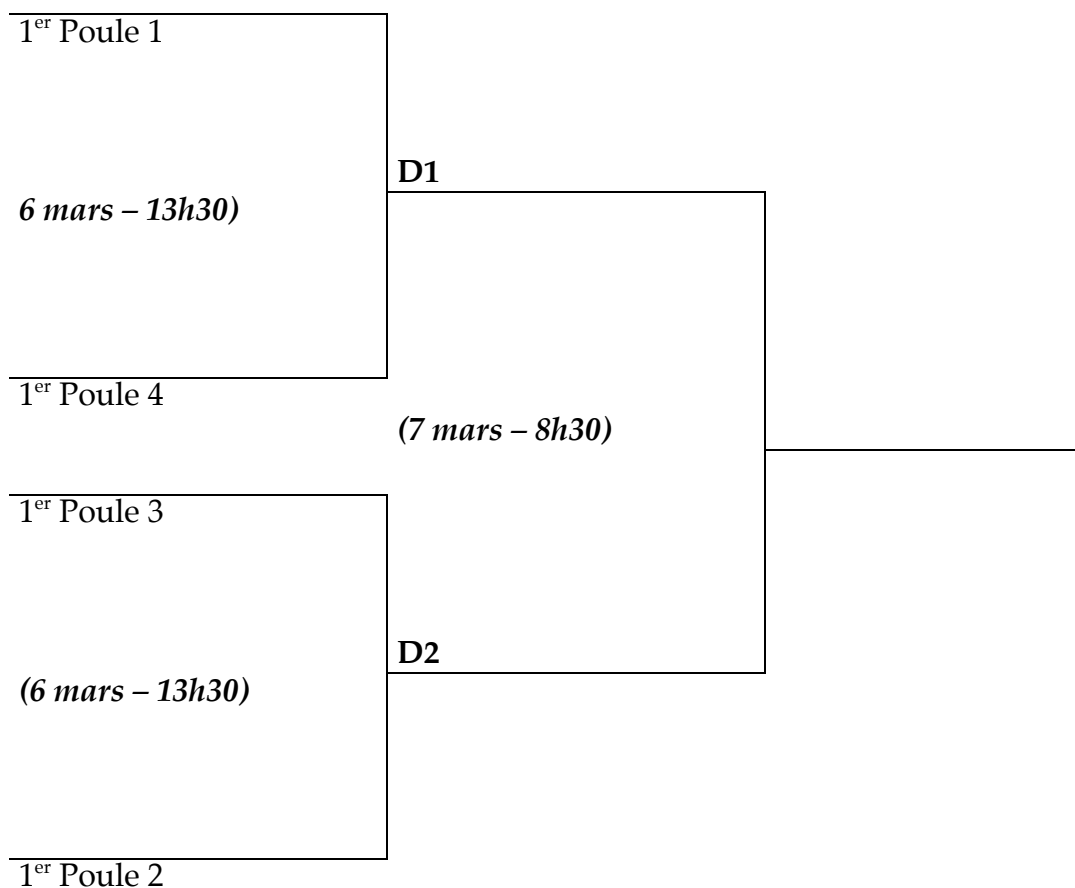 1er Poule 1
D1
6 mars – 13h30)
1er Poule 4
(7 mars – 8h30)
1er Poule 3
D2
(6 mars – 13h30)
1er Poule 2